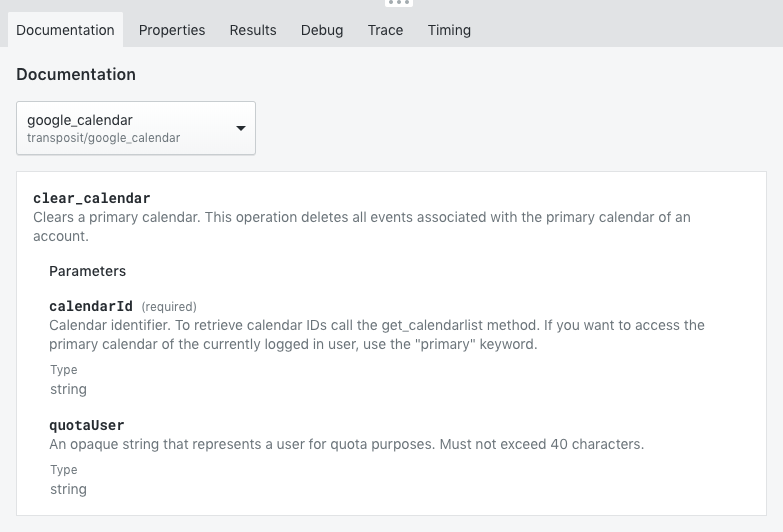 Documentation Properties Results Debug Trace Timing
Documentation
google_calendar
transposit/google_calendar
clear_calendar
Clears a primary calendar. This operation deletes all events associated with the primary calendar of an
account.
Parameters
calendarId (required)
Calendar identifier. To retrieve calendar IDs call the get_calendarlist method. If you want to access the
primary calendar of the currently logged in user, use the "primary" keyword.
Type
string
quotaUser
An opaque string that represents a user for quota purposes. Must not exceed 40 characters.
Type
string